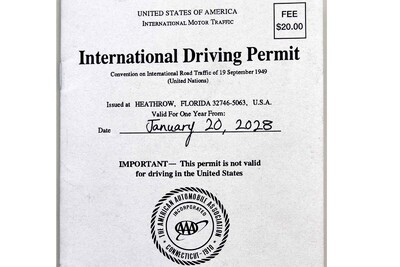 UNITED STATES OF AMERICA
INTERNATIONAL MOTOR TRAFFIC
FEE
$20.00
International Driving Permit
Convention on International Road Traffic of 19 September 1949
(United Nations)
Issued at HEATHROW, FLORIDA 32746-5063, U.S.A.
Valid For One Year From:
Date January 20, 2028
IMPORTANT— This permit is not valid
for driving in the United States
THE AMERICAN AUTOMOBILE ASSOCIATION
INCORPORATED
AAA
CONNECTICUT - 1910